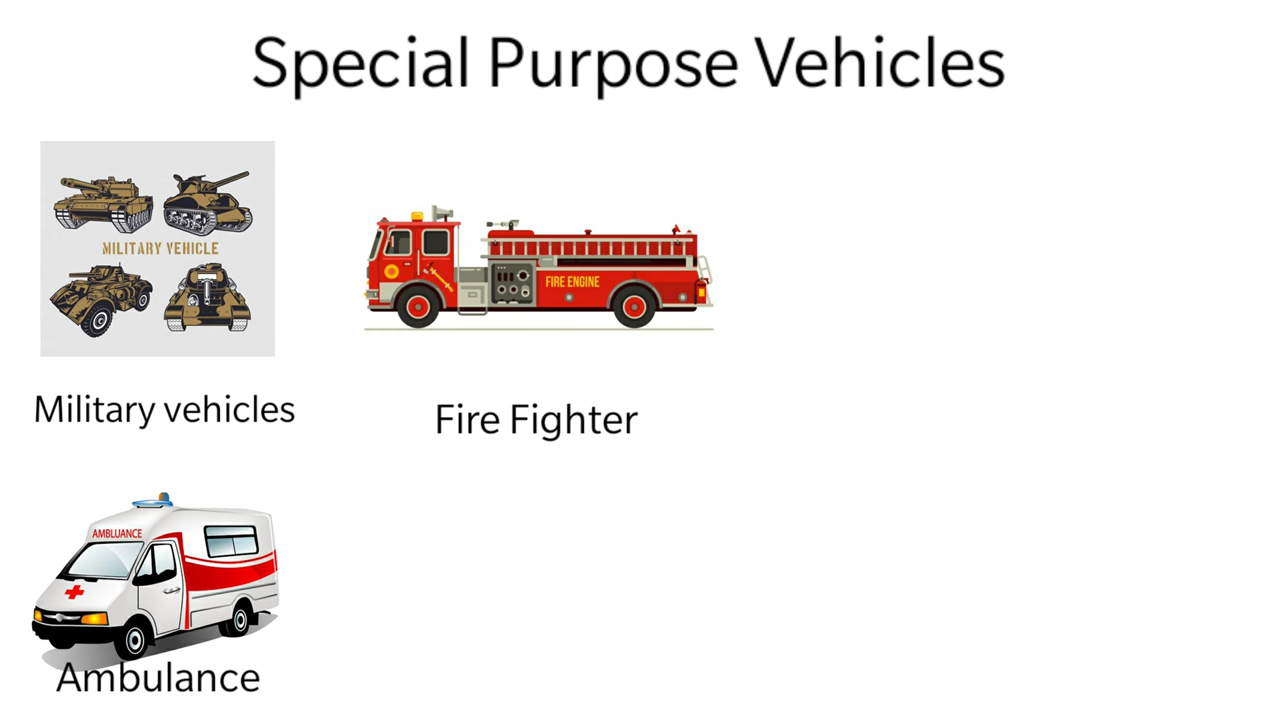 Special Purpose Vehicles
MILITARY VEHICLE
FIRE ENGINE
Military vehicles
Fire Fighter
AMBLUANCE
Ambulance